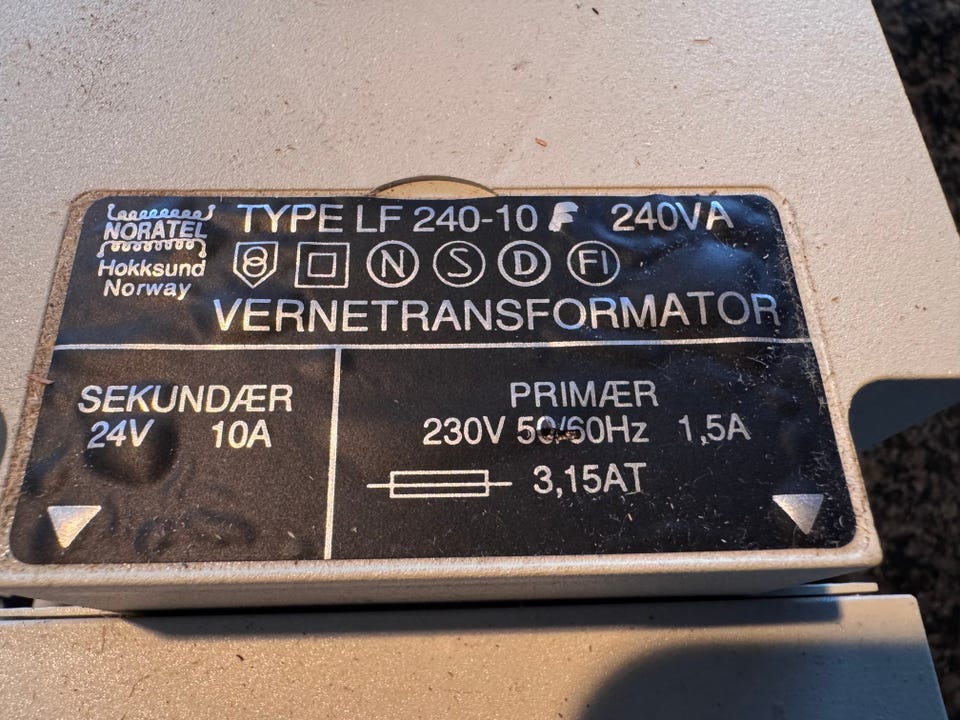 NORATEL
Hokksund
Norway
TYPE LF 240-10 F 240VA
N S D FI
VERNETRANSFORMATOR
SEKUNDÆR
24V 10A
PRIMÆR
230V 50/60Hz 1,5A
3,15AT